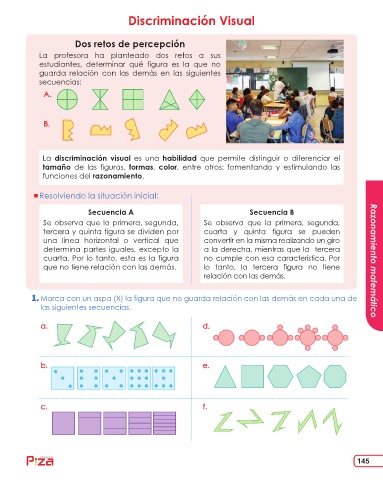 Discriminación Visual
Dos retos de percepción
La profesora ha planteado dos retos a sus
estudiantes, determinar qué figura es la que no
guarda relación con las demás en las siguientes
secuencias:
A.
B.
La discriminación visual es una habilidad que permite distinguir o diferenciar el
tamaño de las figuras, formas, color, entre otros; fomentando y estimulando las
funciones del razonamiento.
Resolviendo la situación inicial:
Secuencia A
Se observa que la primera, segunda,
tercera y quinta figura se dividen por
una línea horizontal o vertical que
determina partes iguales, excepto la
cuarta. Por lo tanto, esta es la figura
que no tiene relación con las demás.
Secuencia B
Se observa que la primera, segunda,
cuarta y quinta figura se pueden
convertir en la misma realizando un giro
a la derecha, mientras que la tercera
no cumple con esa característica. Por
lo tanto, la tercera figura no tiene
relación con las demás.
Razonamiento matemático
1. Marca con un aspa (X) la figura que no guarda relación con las demás en cada una de
las siguientes secuencias.
a.
d.
b.
e.
c.
f.
Piza
145